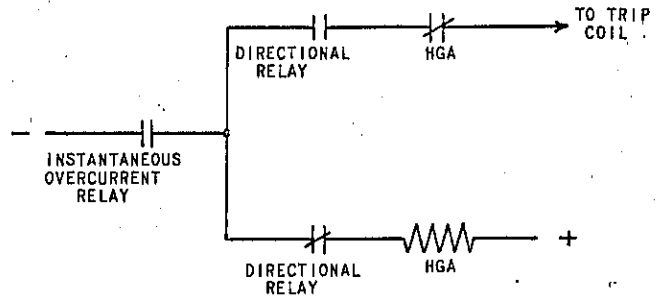 TO TRIP
COIL
DIRECTIONAL
RELAY
HGA
—
INSTANTANEOUS
OVERCURRENT
RELAY
+
DIRECTIONAL
RELAY
HGA